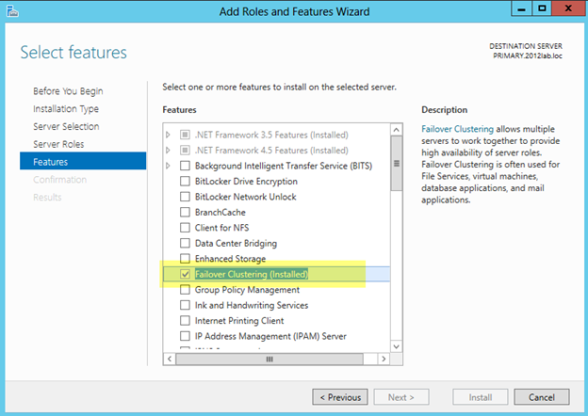 Add Roles and Features Wizard
Select features
DESTINATION SERVER
PRIMARY.2012lab.loc
Before You Begin
Installation Type
Server Selection
Server Roles
Features
Confirmation
Results
Select one or more features to install on the selected server.
Features
.NET Framework 3.5 Features (Installed)
.NET Framework 4.5 Features (Installed)
Background Intelligent Transfer Service (BITS)
BitLocker Drive Encryption
BitLocker Network Unlock
BranchCache
Client for NFS
Data Center Bridging
Enhanced Storage
Failover Clustering (Installed)
Group Policy Management
Ink and Handwriting Services
Internet Printing Client
IP Address Management (IPAM) Server
Description
Failover Clustering allows multiple
servers to work together to provide
high availability of server roles.
Failover Clustering is often used for
File Services, virtual machines,
database applications, and mail
applications.
< Previous
Next >
Install
Cancel